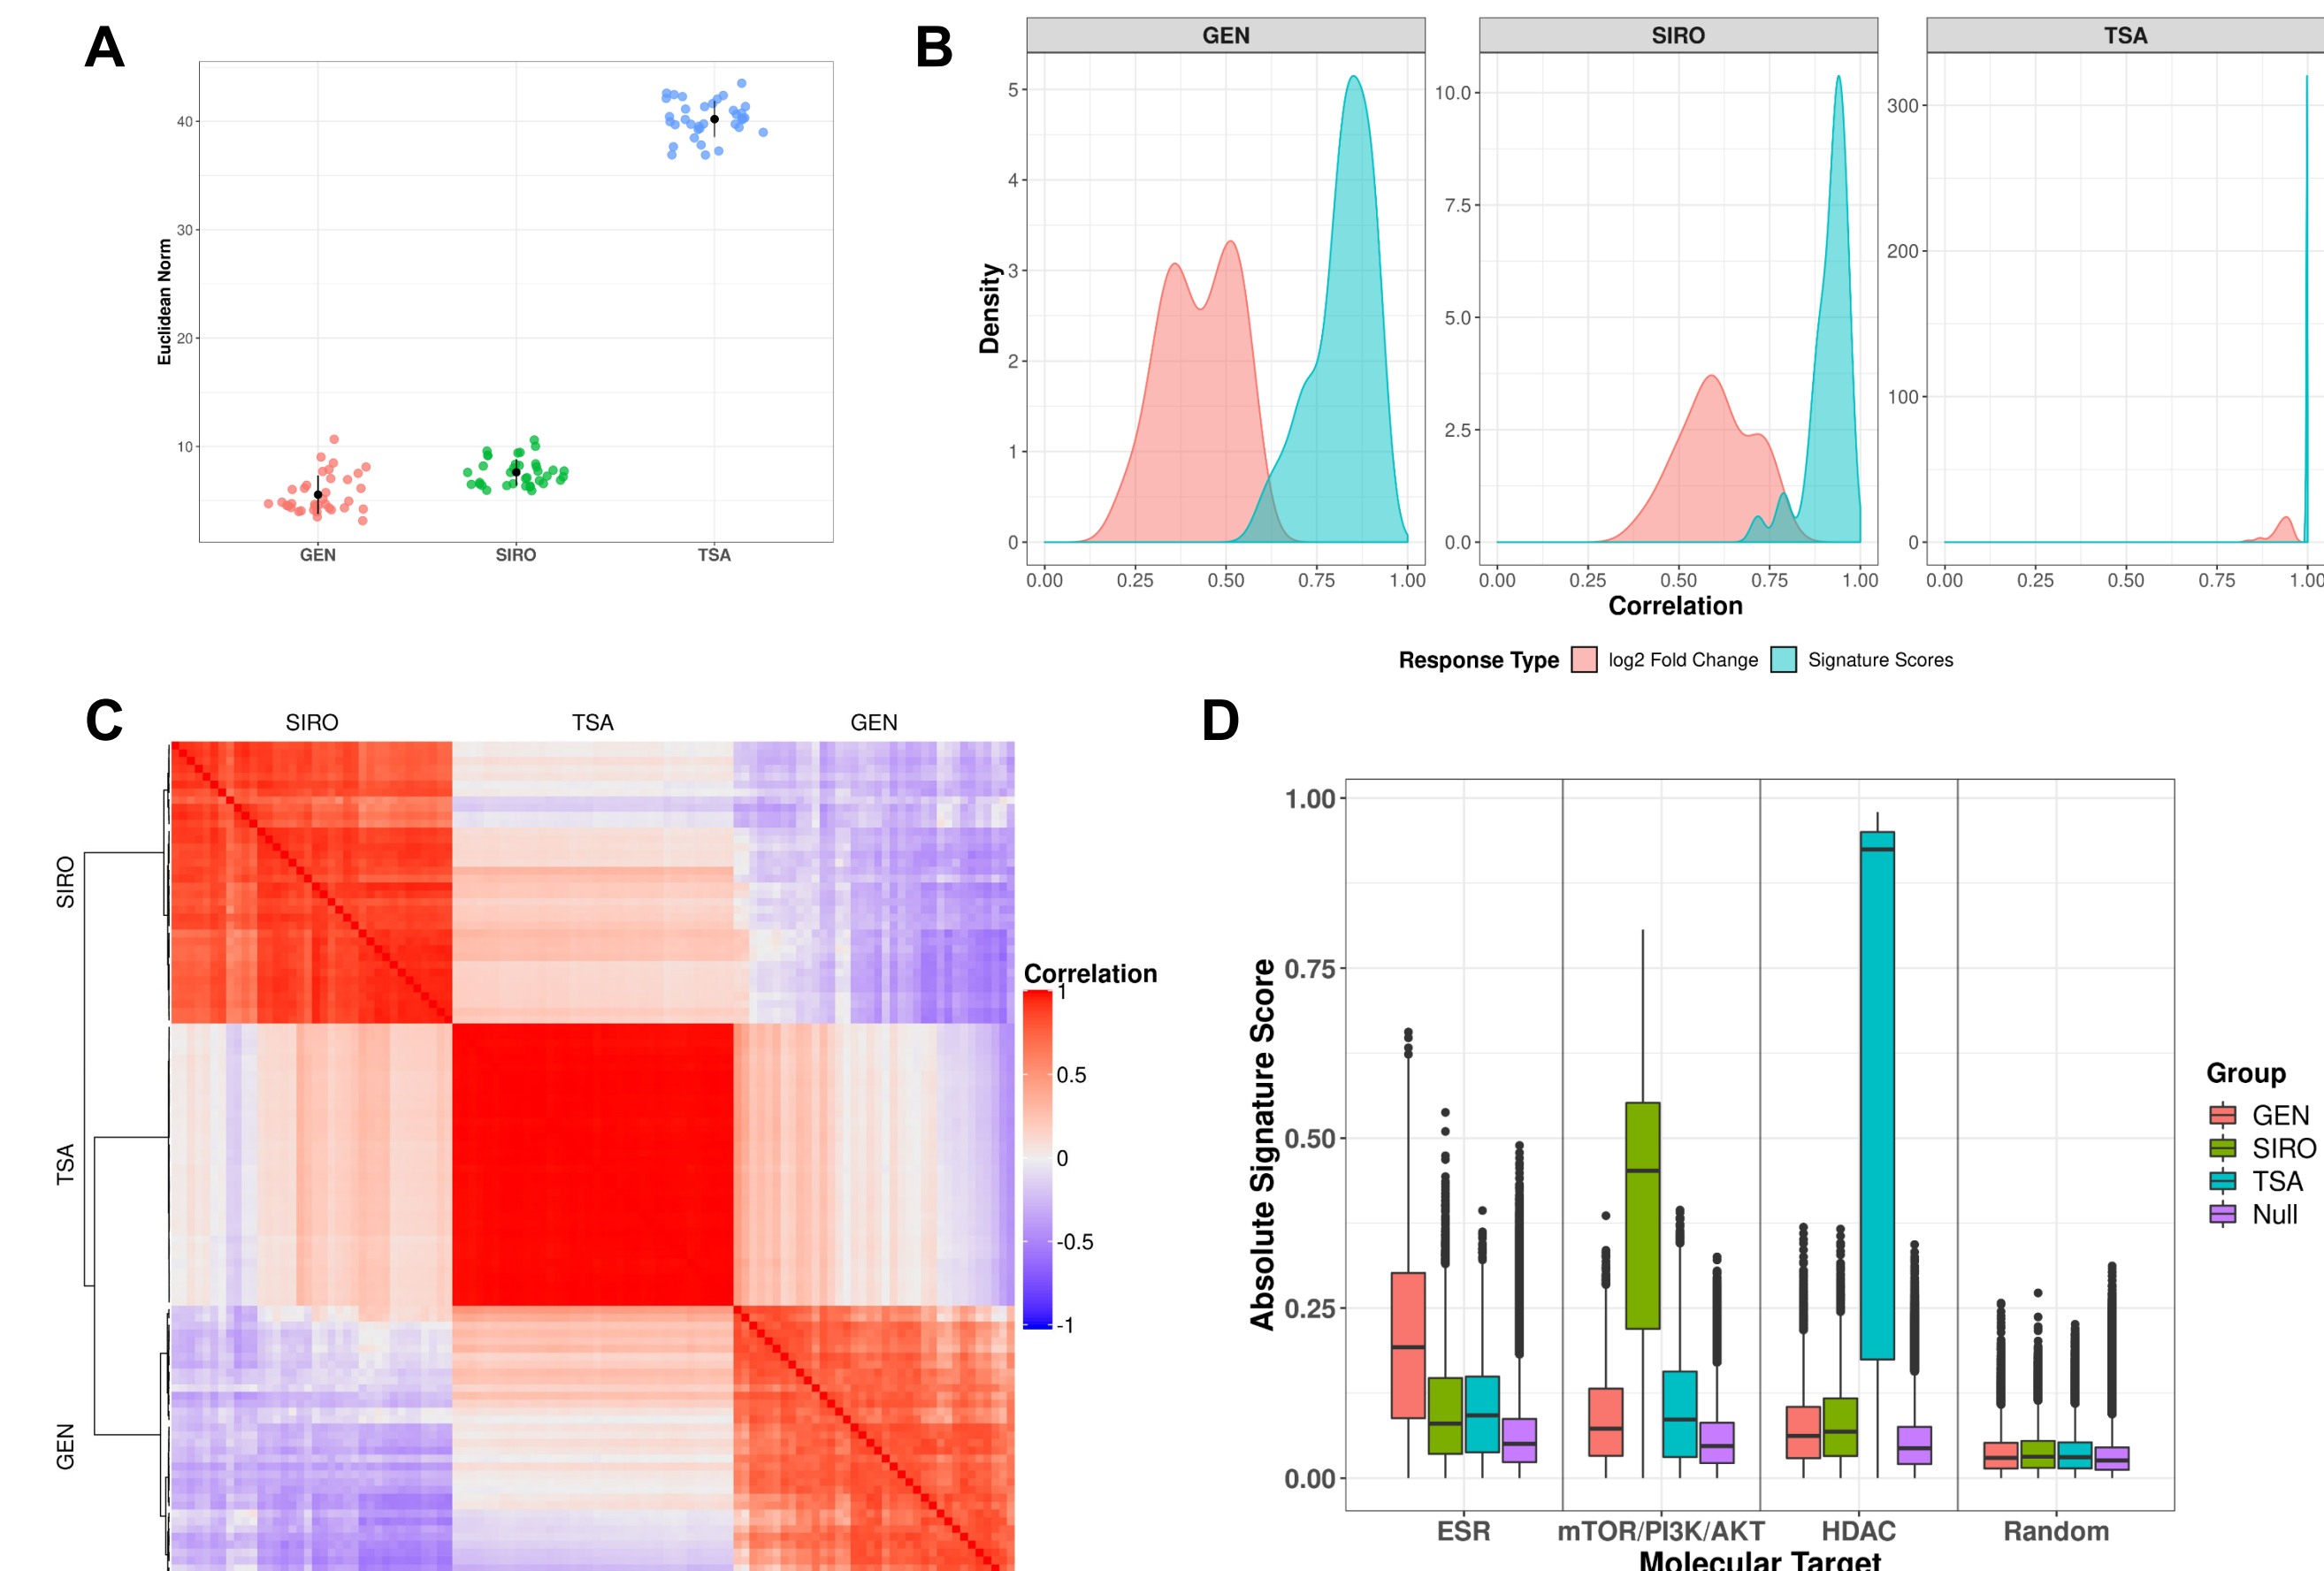 A
Euclidean Norm
40
30
20
10
GEN SIRO TSA
B
GEN SIRO TSA
Density
5
4
3
2
1
0
10.0
7.5
5.0
2.5
0.0
300
200
100
0
0.00 0.25 0.50 0.75 1.00
0.00 0.25 0.50 0.75 1.00
0.00 0.25 0.50 0.75 1.00
Correlation
Response Type log2 Fold Change Signature Scores
C
SIRO TSA GEN
SIRO
TSA
GEN
Correlation
1
0.5
0
-0.5
-1
D
Absolute Signature Score
1.00
0.75
0.50
0.25
0.00
ESR mTOR/PI3K/AKT HDAC Random
Molecular Target
Group
GEN
SIRO
TSA
Null